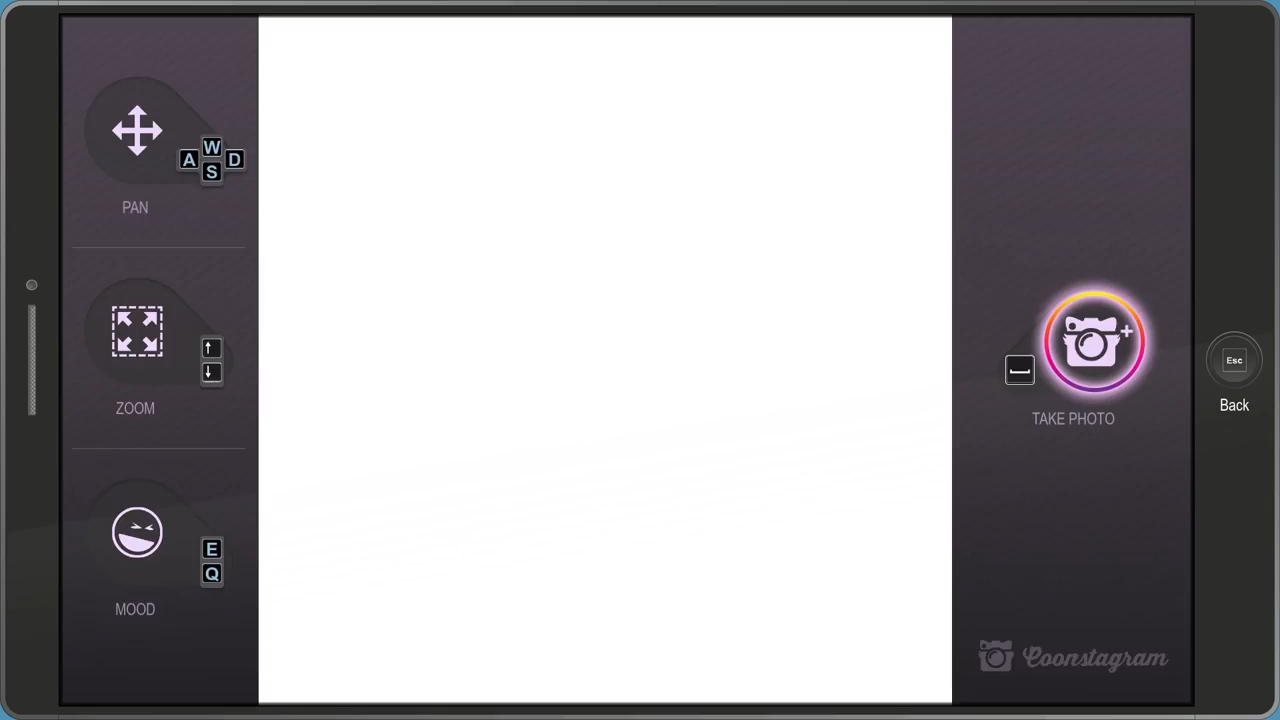 W
A
D
S
PAN
↑
↓
ZOOM
E
Q
MOOD
TAKE PHOTO
Esc
Back
Coonstagram